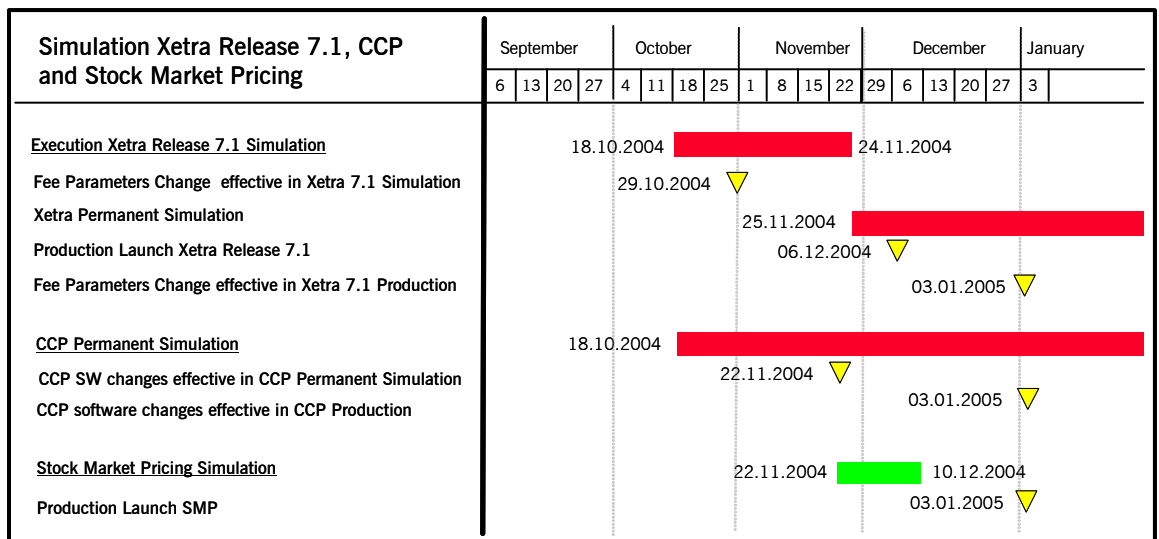 Simulation Xetra Release 7.1, CCP
and Stock Market Pricing
September October November December January
6 13 20 27 4 11 18 25 1 8 15 22 29 6 13 20 27 3
Execution Xetra Release 7.1 Simulation 18.10.2004 24.11.2004
Fee Parameters Change effective in Xetra 7.1 Simulation 29.10.2004
Xetra Permanent Simulation 25.11.2004
Production Launch Xetra Release 7.1 06.12.2004
Fee Parameters Change effective in Xetra 7.1 Production 03.01.2005
CCP Permanent Simulation 18.10.2004
CCP SW changes effective in CCP Permanent Simulation 22.11.2004
CCP software changes effective in CCP Production 03.01.2005
Stock Market Pricing Simulation 22.11.2004 10.12.2004
Production Launch SMP 03.01.2005